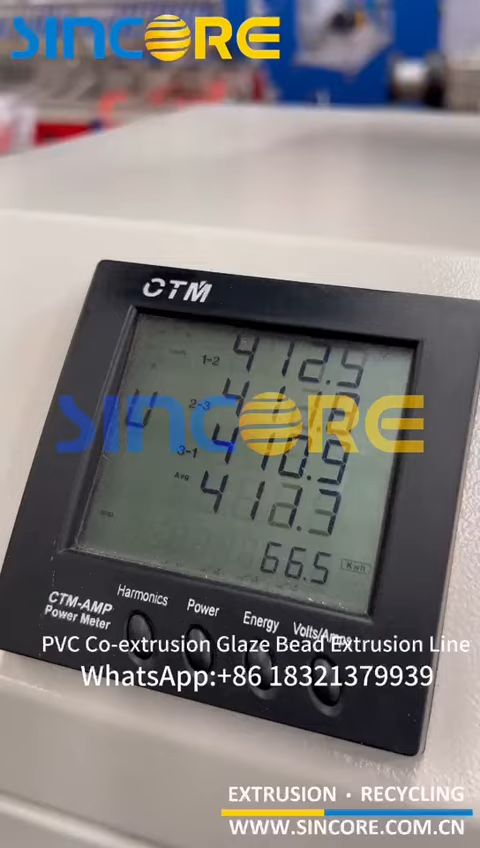 SINCORE
CTM
1-2 412.5
2-3
SINCORE
3-1 410.9
Avg 412.3
66.5 Kwh
Harmonics Power Energy Volts/Amps
CTM-AMP
Power Meter
PVC Co-extrusion Glaze Bead Extrusion Line
WhatsApp:+86 18321379939
EXTRUSION · RECYCLING
WWW.SINCORE.COM.CN